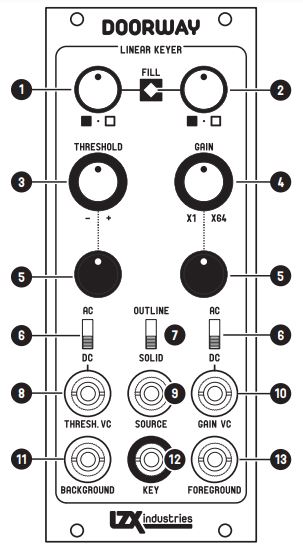 DOORWAY
LINEAR KEYER
FILL
1
2
THRESHOLD
GAIN
3
4
- +
X1 X64
5
5
AC
OUTLINE
AC
6
7
6
DC
SOLID
DC
8
9
10
THRESH. VC
SOURCE
GAIN VC
11
12
13
BACKGROUND
KEY
FOREGROUND
LZX industries